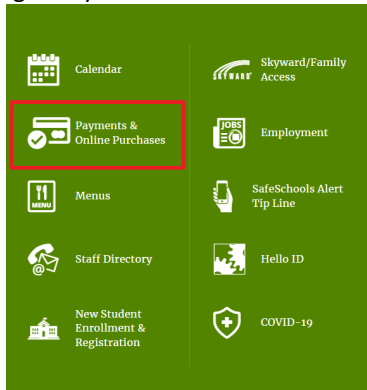 Calendar
Payments &
Online Purchases
MENU
Menus
@
Staff Directory
New Student
Enrollment &
Registration
SKYWARD
Skyward/Family
Access
JOBS
Employment
SafeSchools Alert
Tip Line
Hello ID
COVID-19